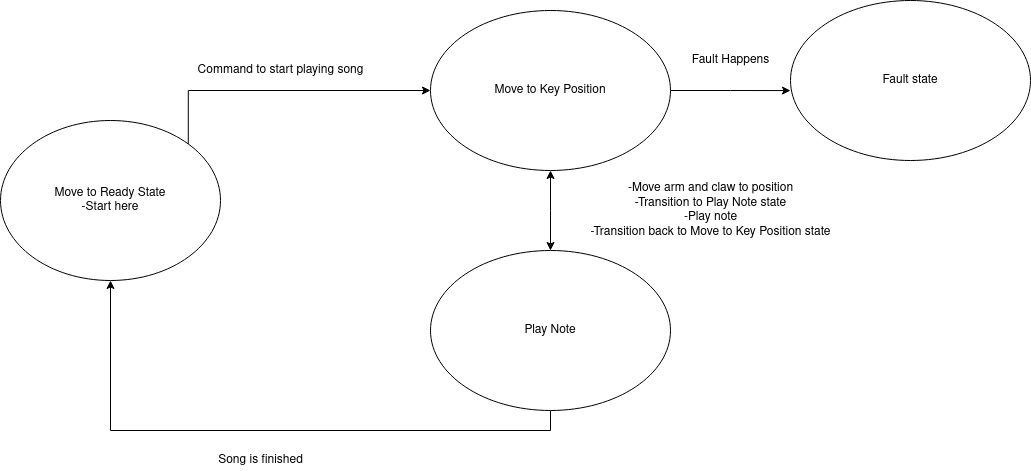 Command to start playing song
Move to Key Position
Fault Happens
Fault state
Move to Ready State
-Start here
-Move arm and claw to position
-Transition to Play Note state
-Play note
-Transition back to Move to Key Position state
Play Note
Song is finished